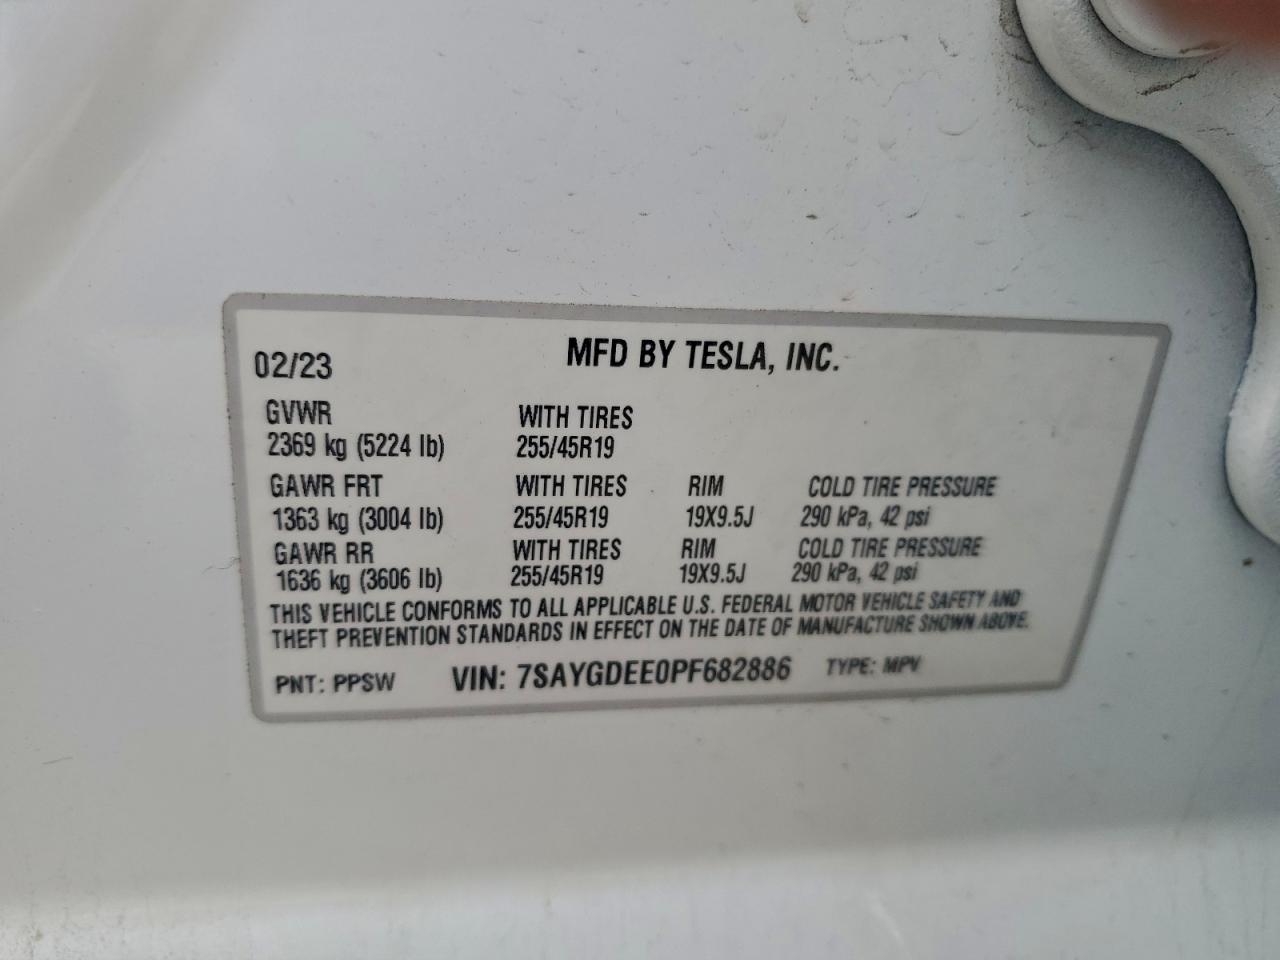 02/23 MFD BY TESLA, INC.
GVWR WITH TIRES
2369 kg (5224 lb) 255/45R19
GAWR FRT WITH TIRES RIM COLD TIRE PRESSURE
1363 kg (3004 lb) 255/45R19 19X9.5J 290 kPa, 42 psi
GAWR RR WITH TIRES RIM COLD TIRE PRESSURE
1636 kg (3606 lb) 255/45R19 19X9.5J 290 kPa, 42 psi
THIS VEHICLE CONFORMS TO ALL APPLICABLE U.S. FEDERAL MOTOR VEHICLE SAFETY AND
THEFT PREVENTION STANDARDS IN EFFECT ON THE DATE OF MANUFACTURE SHOWN ABOVE.
PNT: PPSW VIN: 7SAYGDEE0PF682886 TYPE: MPV